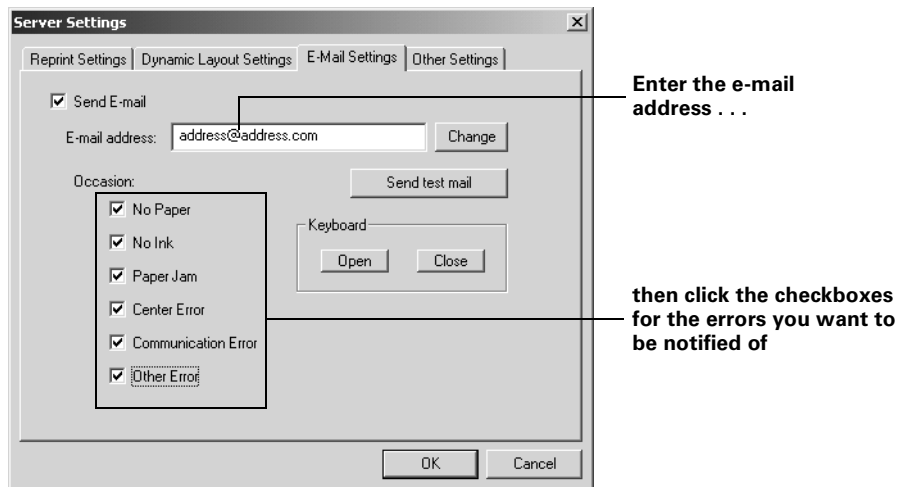 Server Settings
Reprint Settings
Dynamic Layout Settings
E-Mail Settings
Other Settings
Send E-mail
E-mail address:
address@address.com
Change
Occasion:
Send test mail
No Paper
No Ink
Paper Jam
Center Error
Communication Error
Other Error
Keyboard
Open
Close
OK
Cancel
Enter the e-mail
address . . .
then click the checkboxes
for the errors you want to
be notified of